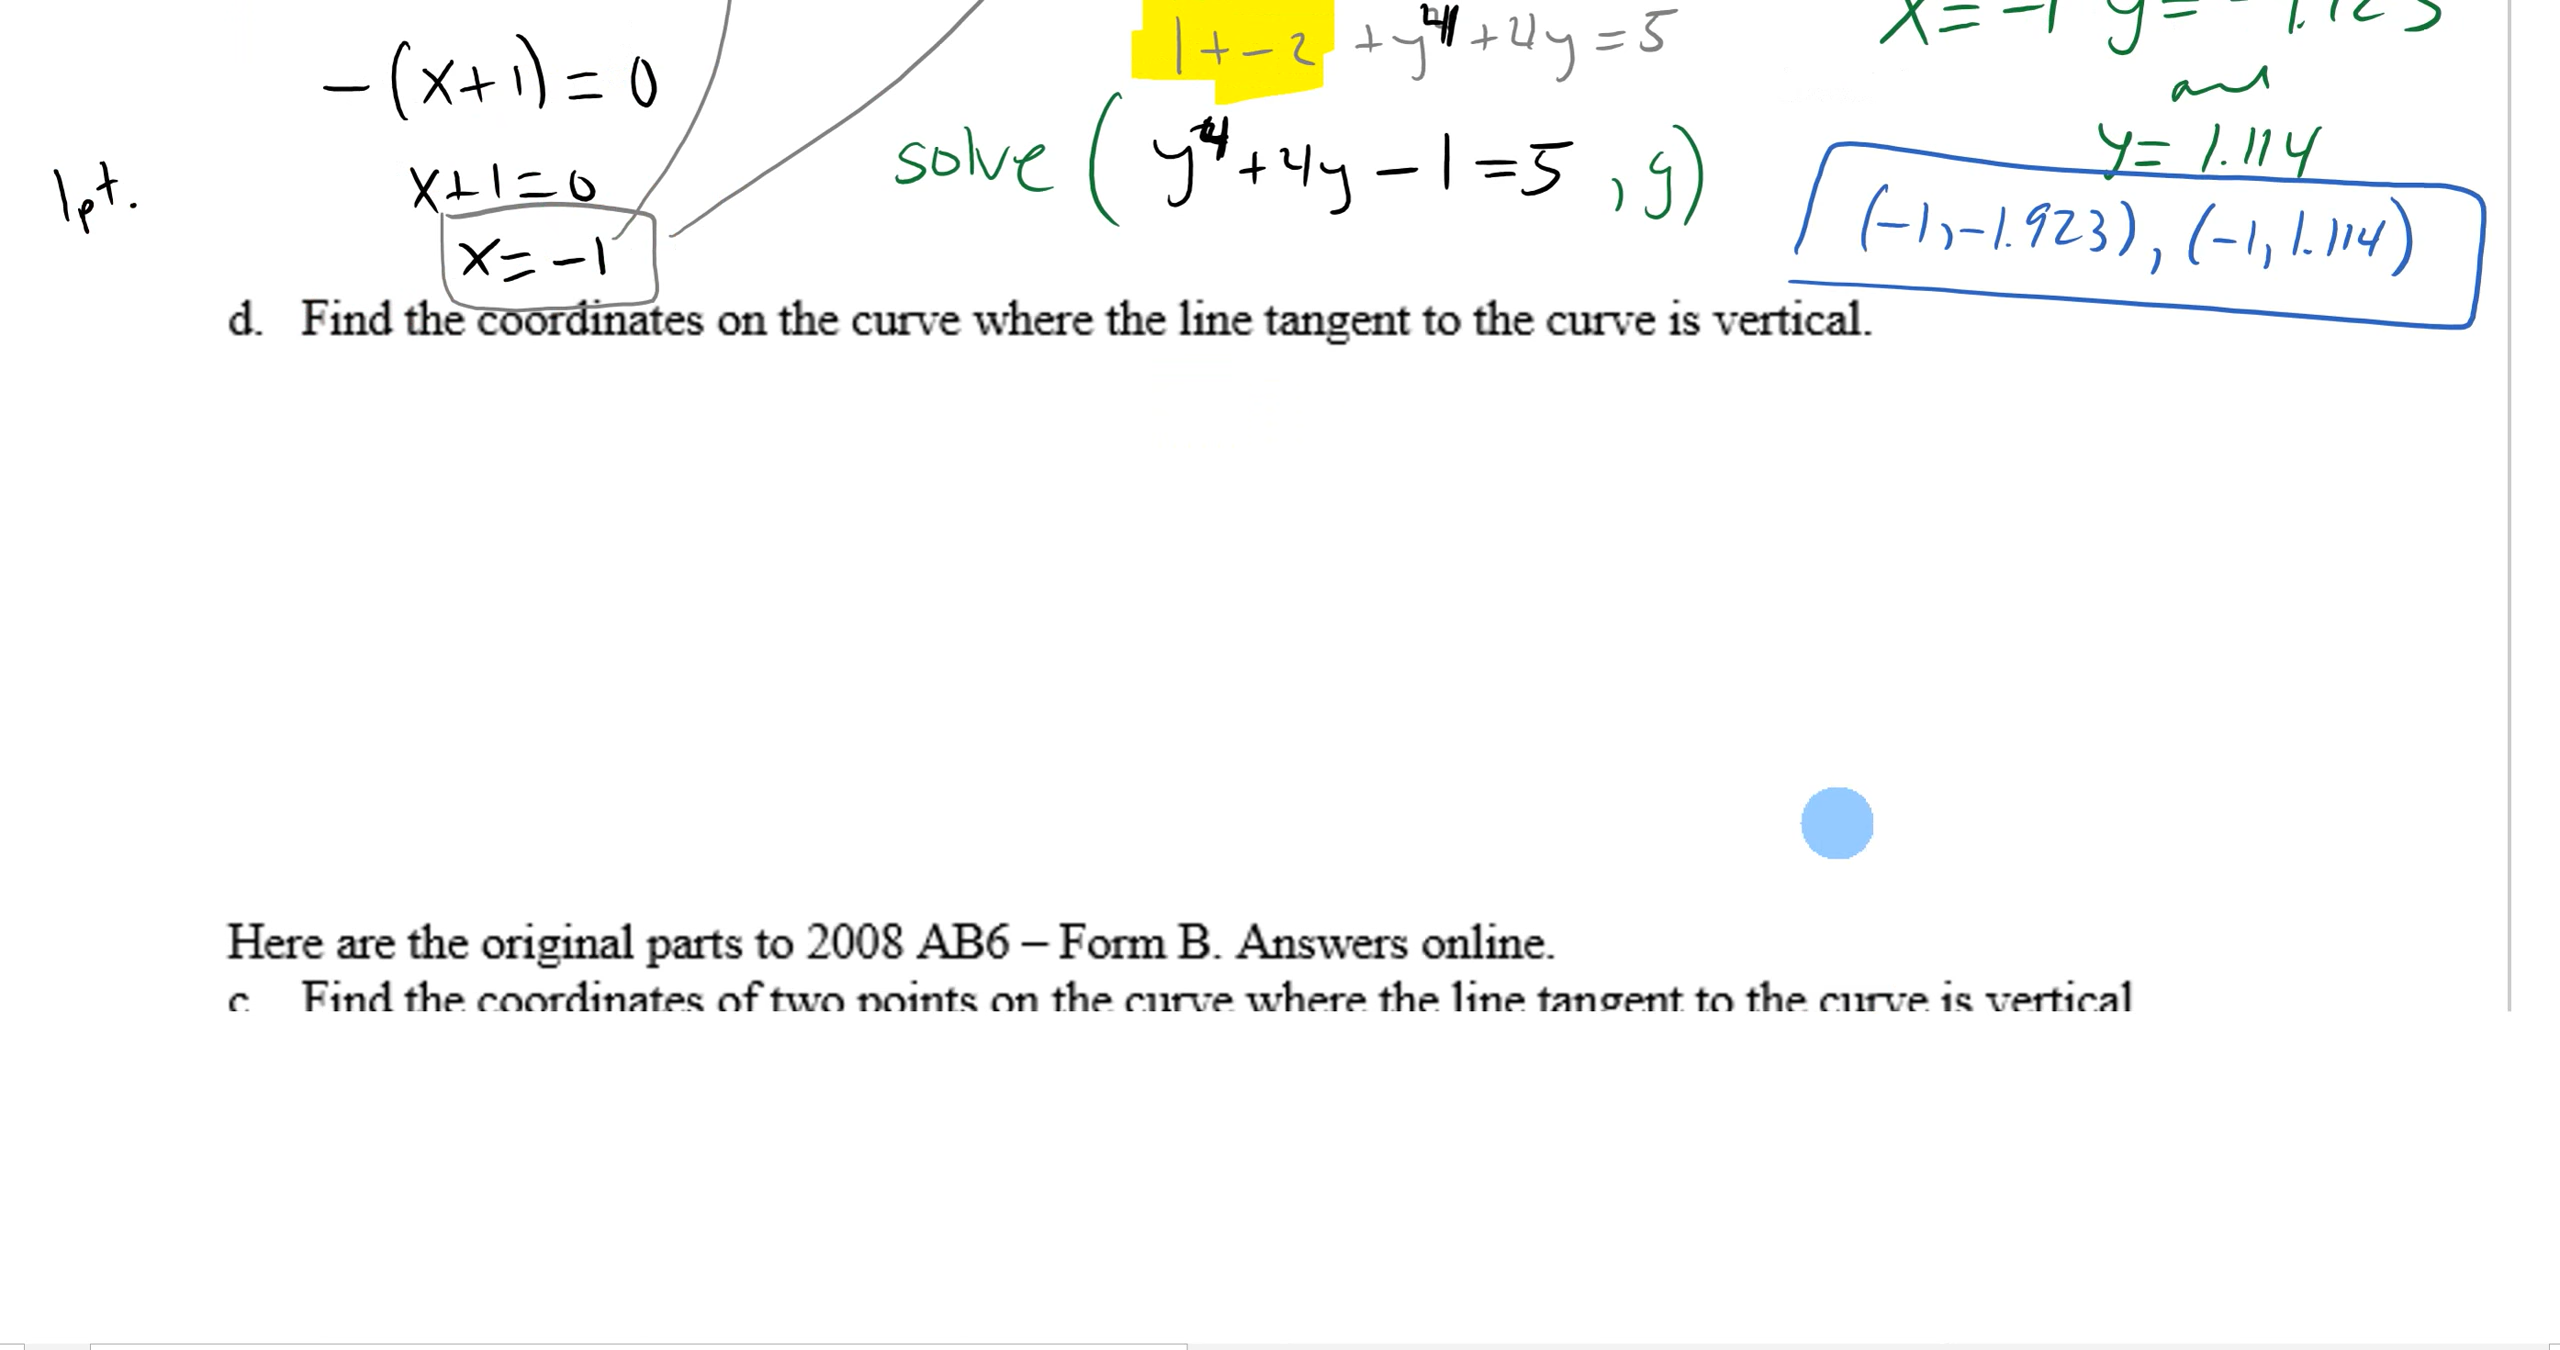 1+-2 +y⁴+4y=5
x=-1 y=-1.923
-(x+1)=0
and
solve( y⁴+4y-1=5 ,y)
y=1.114
1pt.
x+1=0
(-1,-1.923), (-1,1.114)
x=-1
d. Find the coordinates on the curve where the line tangent to the curve is vertical.
Here are the original parts to 2008 AB6 – Form B. Answers online.
c Find the coordinates of two points on the curve where the line tangent to the curve is vertical